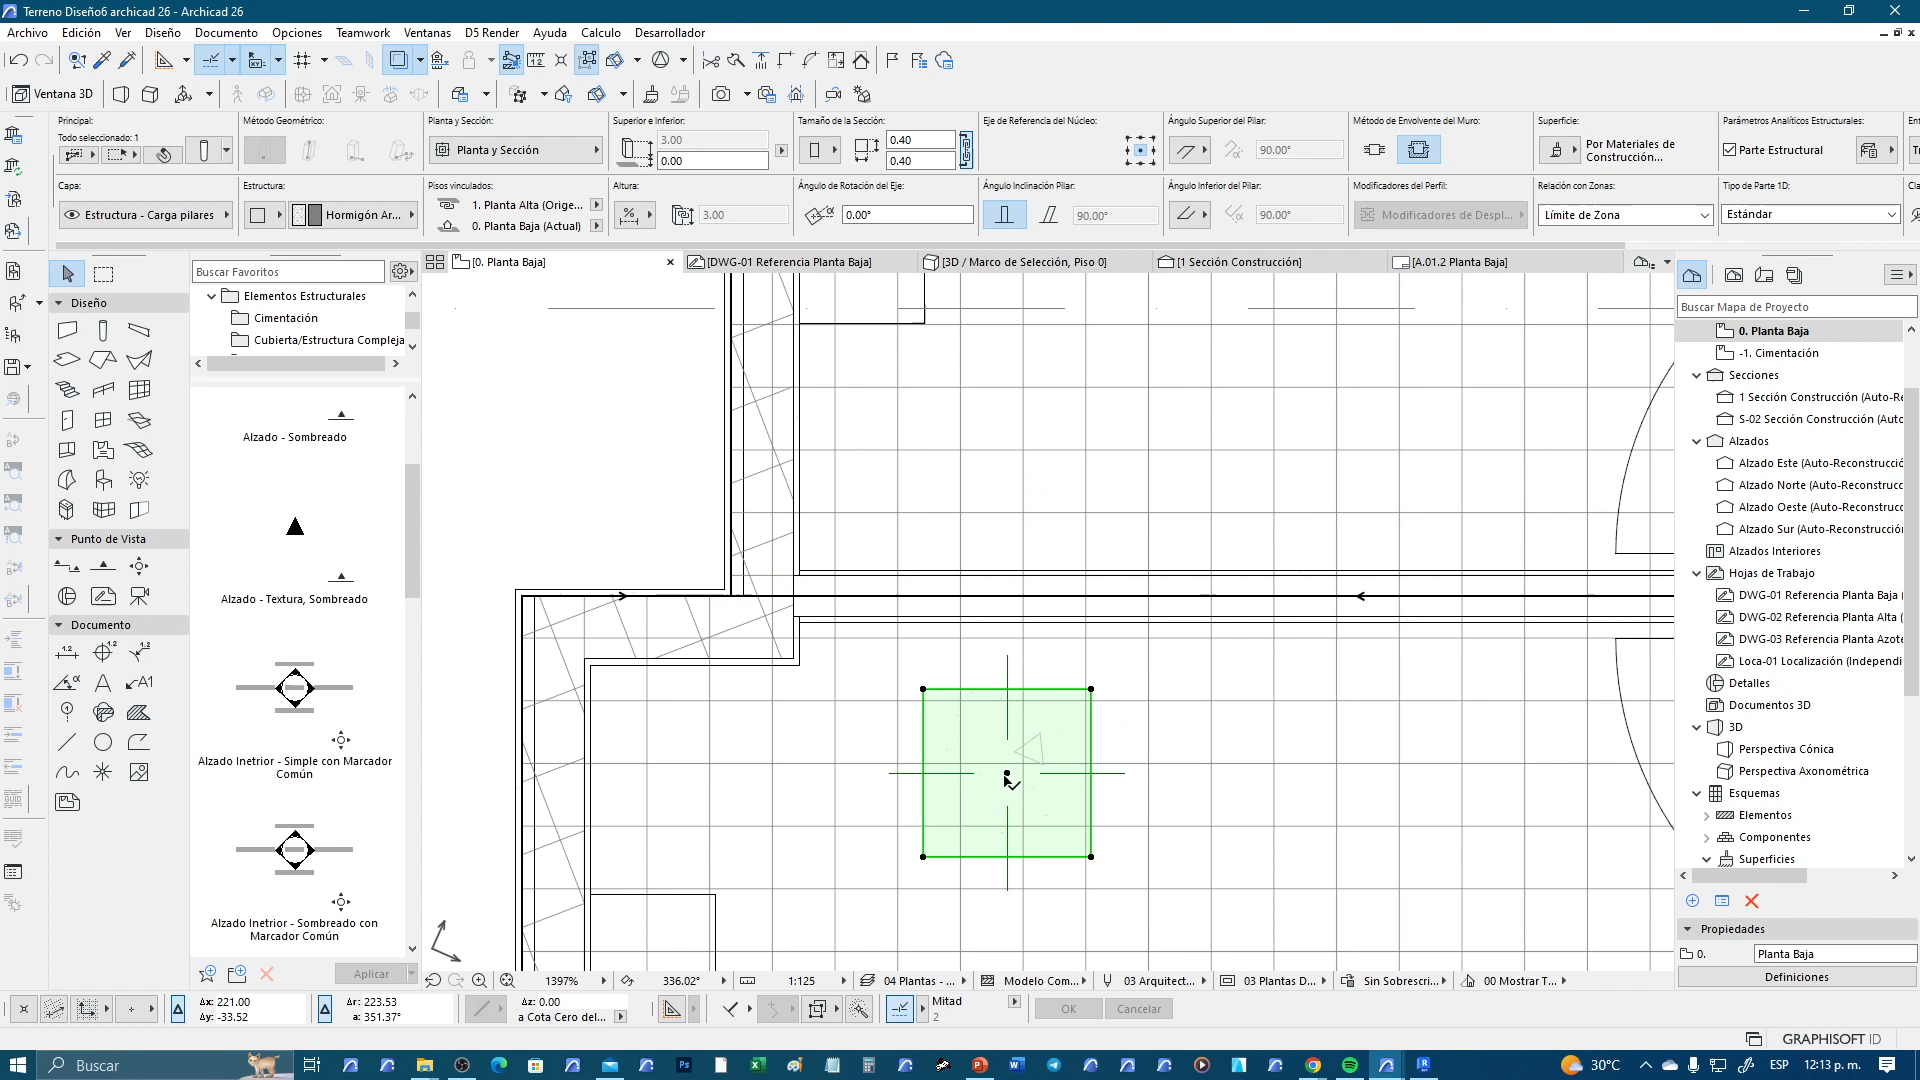 Terreno Diseño6 archicad 26 - Archicad 26
Archivo Edición Ver Diseño Opciones Documento Teamwork Ventanas D5 Render Ayuda Calculo Desarrollador
Ventana 3D
Principal:
Todo seleccionado: 1
Método Geométrico:
Planta y Sección:
Planta y Sección
Superior e Inferior:
3.00
0.00
Tamaño de la Sección:
0.40
0.40
Eje de Referencia del Núcleo:
Ángulo Superior del Pilar:
90.00°
Método de Envolvente del Muro:
Superficie:
Por Materiales de
Construcción...
Parámetros Analíticos Estructurales:
Parte Estructural
Capa:
Estructura - Carga pilares
Estructura:
Hormigón Ar...
Pisos vinculados:
1. Planta Alta (Orige...
0. Planta Baja (Actual)
Altura:
3.00
Ángulo de Rotación del Eje:
0.00°
Ángulo Inclinación Pilar:
90.00°
Ángulo Inferior del Pilar:
90.00°
Modificadores del Perfil:
Modificadores de Despl...
Relación con Zonas:
Límite de Zona
Tipo de Parte 1D:
Estándar
[0. Planta Baja]
[DWG-01 Referencia Planta Baja]
[3D / Marco de Selección, Piso 0]
[1 Sección Construcción]
[A.01.2 Planta Baja]
Diseño
Punto de Vista
Documento
Buscar Favoritos
Elementos Estructurales
Cimentación
Cubierta/Estructura Compleja
Alzado - Sombreado
Alzado - Textura, Sombreado
Alzado Inetrior - Simple con Marcador
Común
Alzado Inetrior - Sombreado con
Marcador Común
Aplicar
Buscar Mapa de Proyecto
0. Planta Baja
-1. Cimentación
Secciones
1 Sección Construcción (Auto-Re
S-02 Sección Construcción (Auto
Alzados
Alzado Este (Auto-Reconstrucció
Alzado Norte (Auto-Reconstrucc
Alzado Oeste (Auto-Reconstrucc
Alzado Sur (Auto-Reconstrucción
Alzados Interiores
Hojas de Trabajo
DWG-01 Referencia Planta Baja (
DWG-02 Referencia Planta Alta (
DWG-03 Referencia Planta Azote
Loca-01 Localización (Independi
Detalles
Documentos 3D
3D
Perspectiva Cónica
Perspectiva Axonométrica
Esquemas
Elementos
Componentes
Superficies
Propiedades
0. Planta Baja
Definiciones
1397% 336.02° 1:125 04 Plantas - ... Modelo Com... 03 Arquitect... 03 Plantas D... Sin Sobrescri... 00 Mostrar T...
Δx: 221.00
Δy: -33.52
Δr: 223.53
a: 351.37°
Δz: 0.00
a Cota Cero del...
Mitad
2
OK
Cancelar
GRAPHISOFT ID
Buscar
30°C
ESP
12:13 p. m.